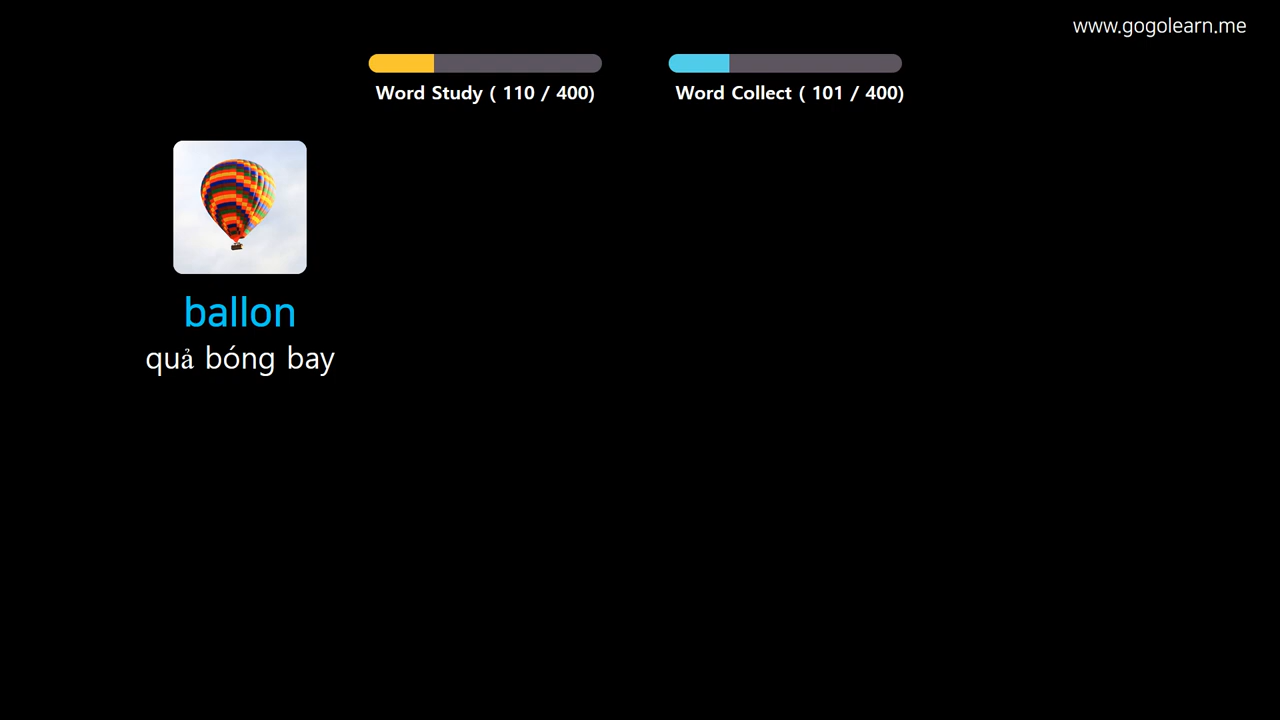 www.gogolearn.me
Word Study ( 110 / 400)
Word Collect ( 101 / 400)
ballon
quả bóng bay